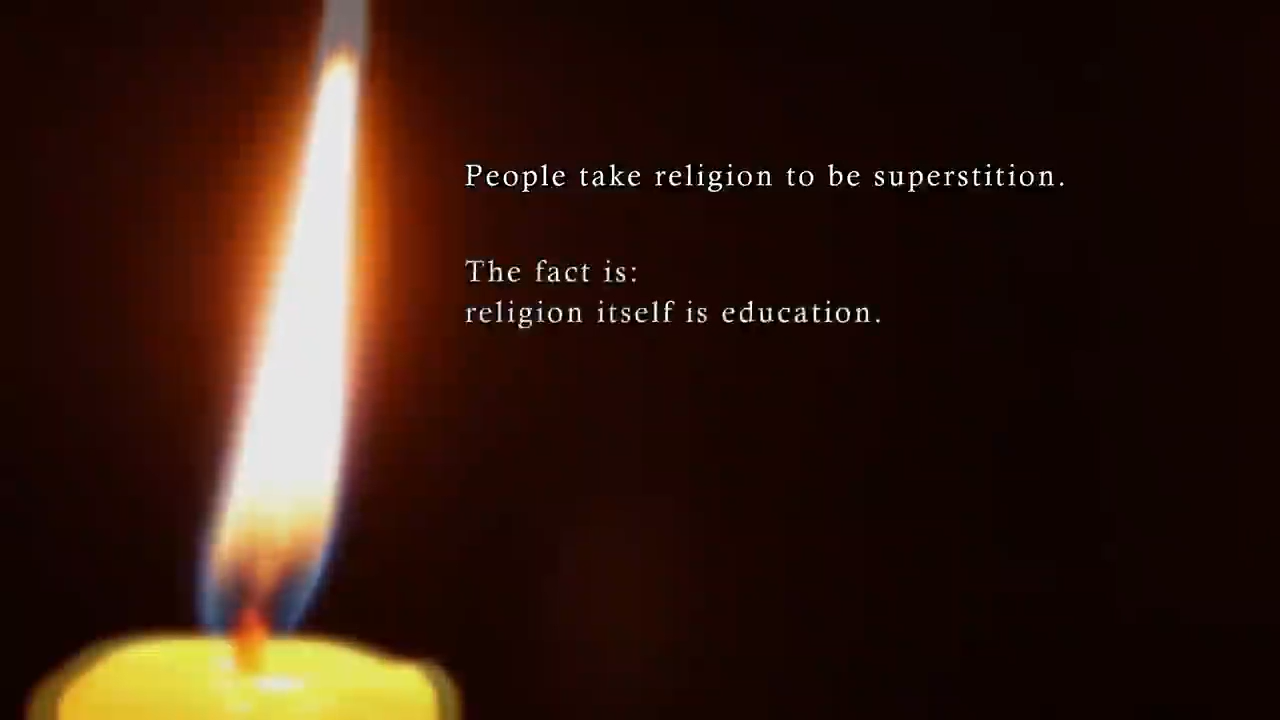 People take religion to be superstition.
The fact is:
religion itself is education.